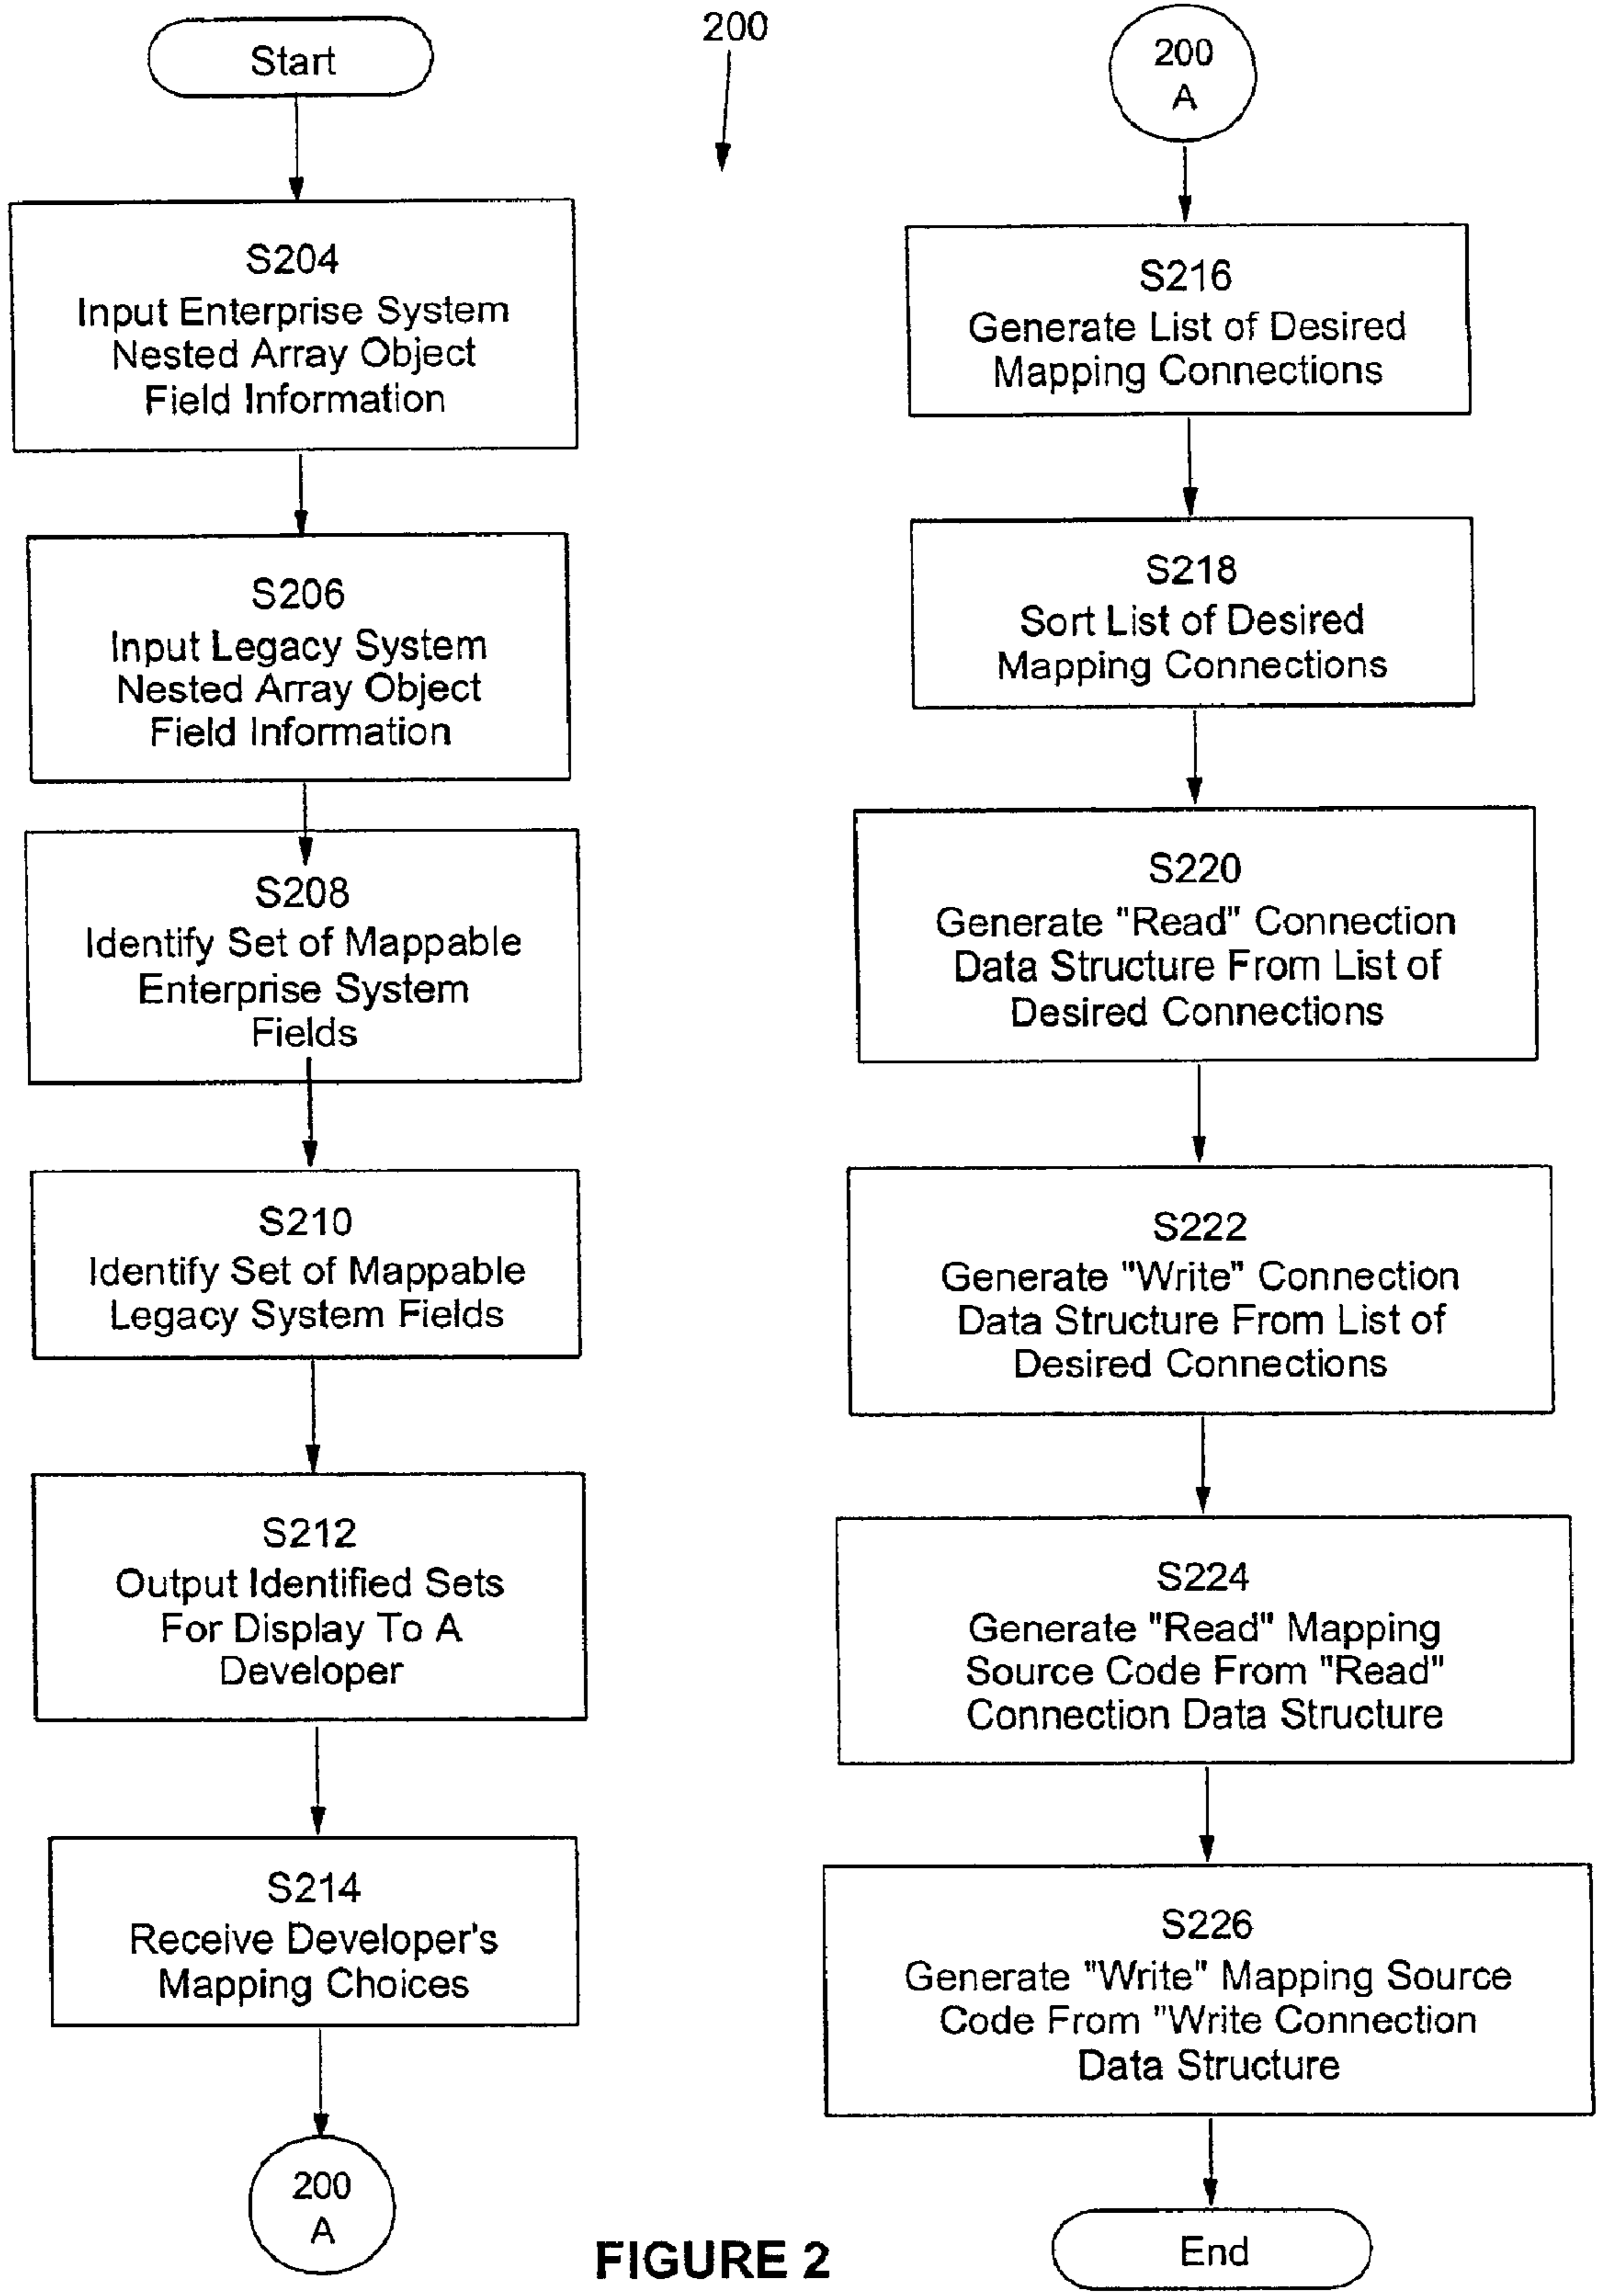 Start
S204
Input Enterprise System
Nested Array Object
Field Information
S206
Input Legacy System
Nested Array Object
Field Information
S208
Identify Set of Mappable
Enterprise System
Fields
S210
Identify Set of Mappable
Legacy System Fields
S212
Output Identified Sets
For Display To A
Developer
S214
Receive Developer's
Mapping Choices
200
A
200
200
A
S216
Generate List of Desired
Mapping Connections
S218
Sort List of Desired
Mapping Connections
S220
Generate "Read" Connection
Data Structure From List of
Desired Connections
S222
Generate "Write" Connection
Data Structure From List of
Desired Connections
S224
Generate "Read" Mapping
Source Code From "Read"
Connection Data Structure
S226
Generate "Write" Mapping Source
Code From "Write Connection
Data Structure
End
FIGURE 2